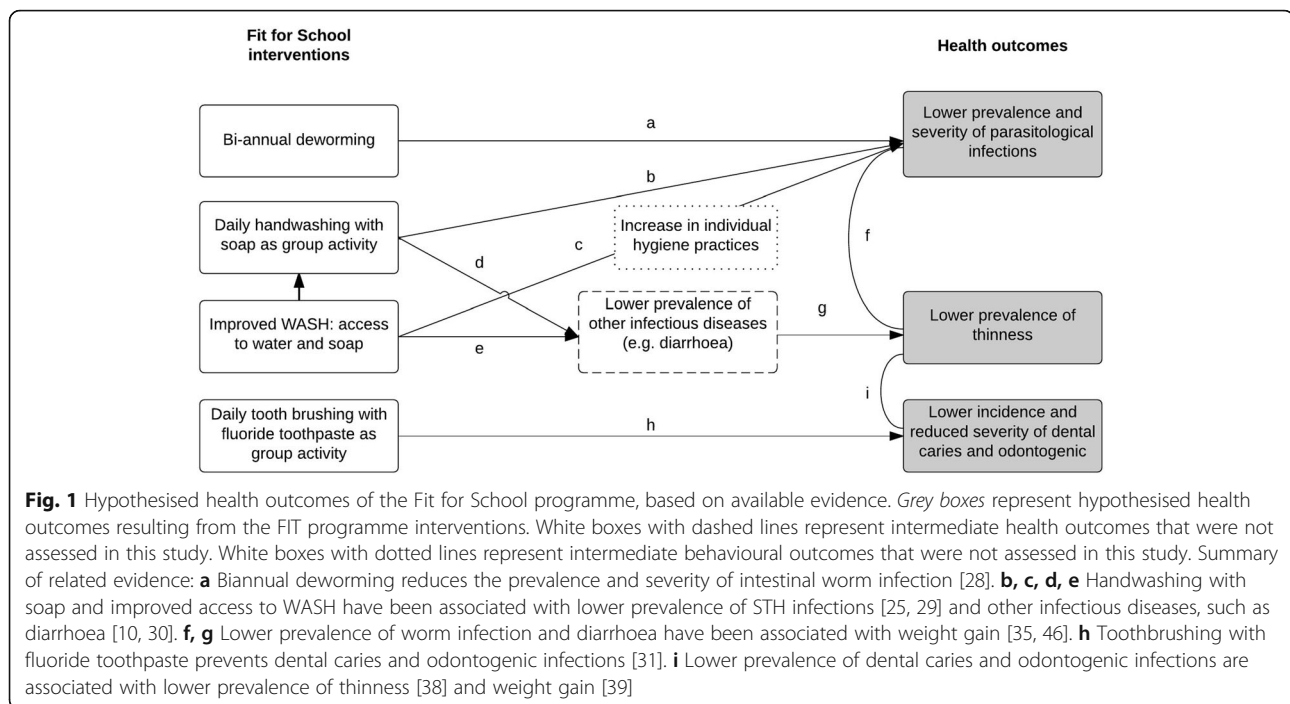 Fit for School
interventions
Health outcomes
Bi-annual deworming
a
Lower prevalence and
severity of parasitological
infections
b
Daily handwashing with
soap as group activity
Increase in individual
hygiene practices
c
d
f
Improved WASH: access
to water and soap
e
Lower prevalence of
other infectious diseases
(e.g. diarrhoea)
g
Lower prevalence of
thinness
i
Daily tooth brushing with
fluoride toothpaste as
group activity
h
Lower incidence and
reduced severity of dental
caries and odontogenic
Fig. 1 Hypothesised health outcomes of the Fit for School programme, based on available evidence. Grey boxes represent hypothesised health
outcomes resulting from the FIT programme interventions. White boxes with dashed lines represent intermediate health outcomes that were not
assessed in this study. White boxes with dotted lines represent intermediate behavioural outcomes that were not assessed in this study. Summary
of related evidence: a Biannual deworming reduces the prevalence and severity of intestinal worm infection [28]. b, c, d, e Handwashing with
soap and improved access to WASH have been associated with lower prevalence of STH infections [25, 29] and other infectious diseases, such as
diarrhoea [10, 30]. f, g Lower prevalence of worm infection and diarrhoea have been associated with weight gain [35, 46]. h Toothbrushing with
fluoride toothpaste prevents dental caries and odontogenic infections [31]. i Lower prevalence of dental caries and odontogenic infections are
associated with lower prevalence of thinness [38] and weight gain [39]